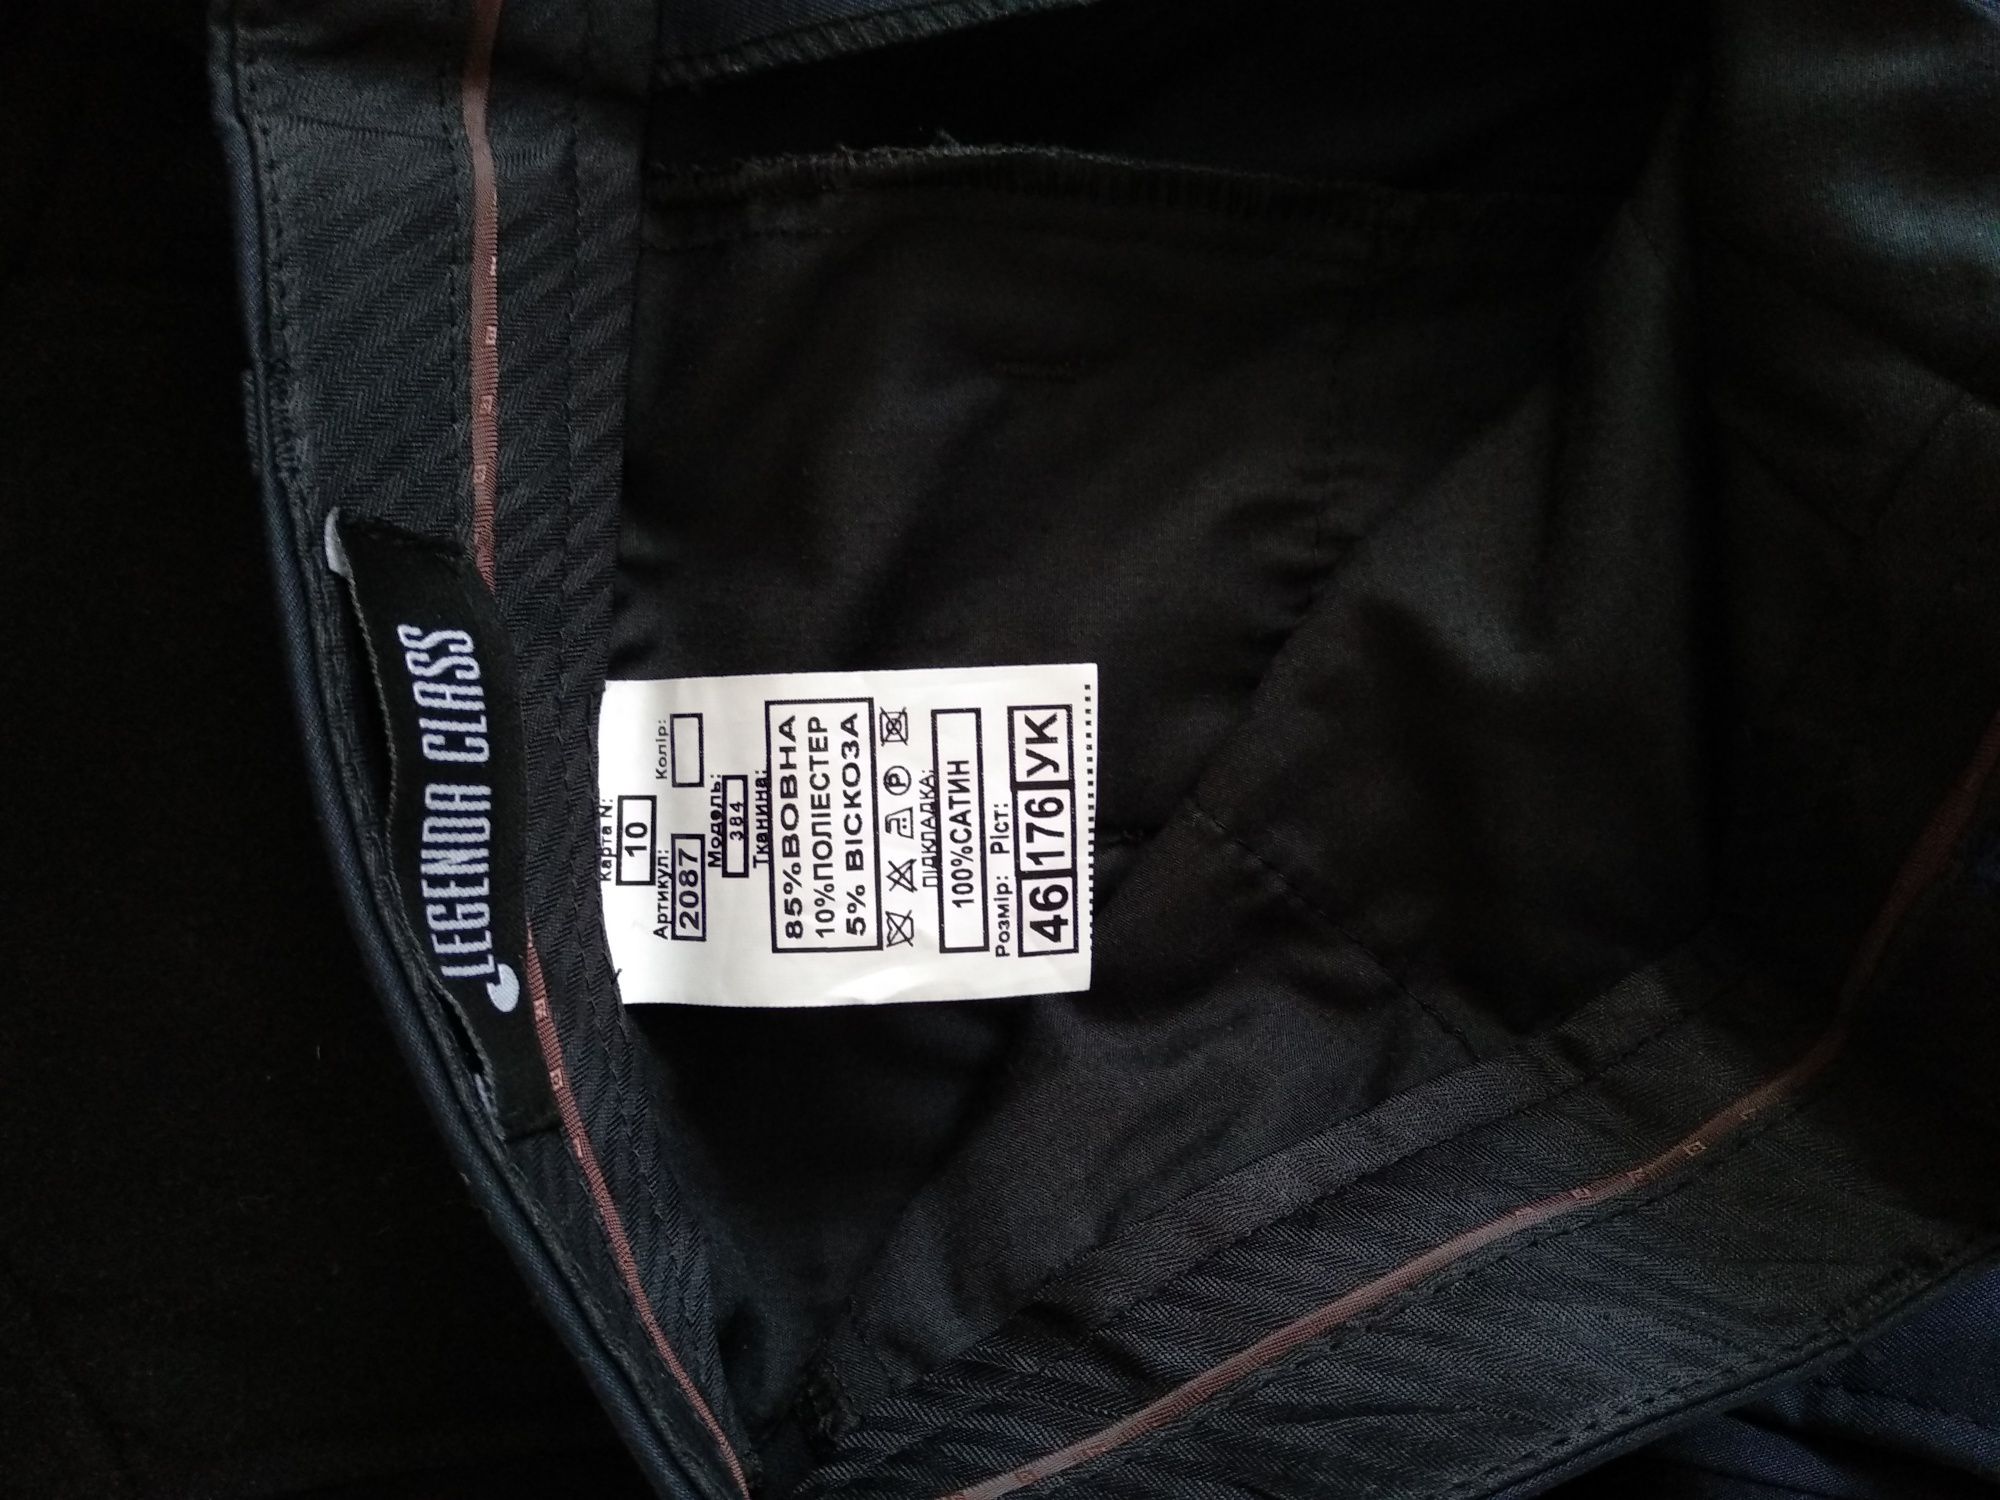 LEGENDA CLASS
Карта N:
10
Артикул:
Колір:
2087
Модель:
384
Тканина:
85%ВОВНА
10%ПОЛІЕСТЕР
5% ВІСКОЗА
P
ПІДКЛАДКА:
100%САТИН
Розмір: Ріст:
46 176 УК